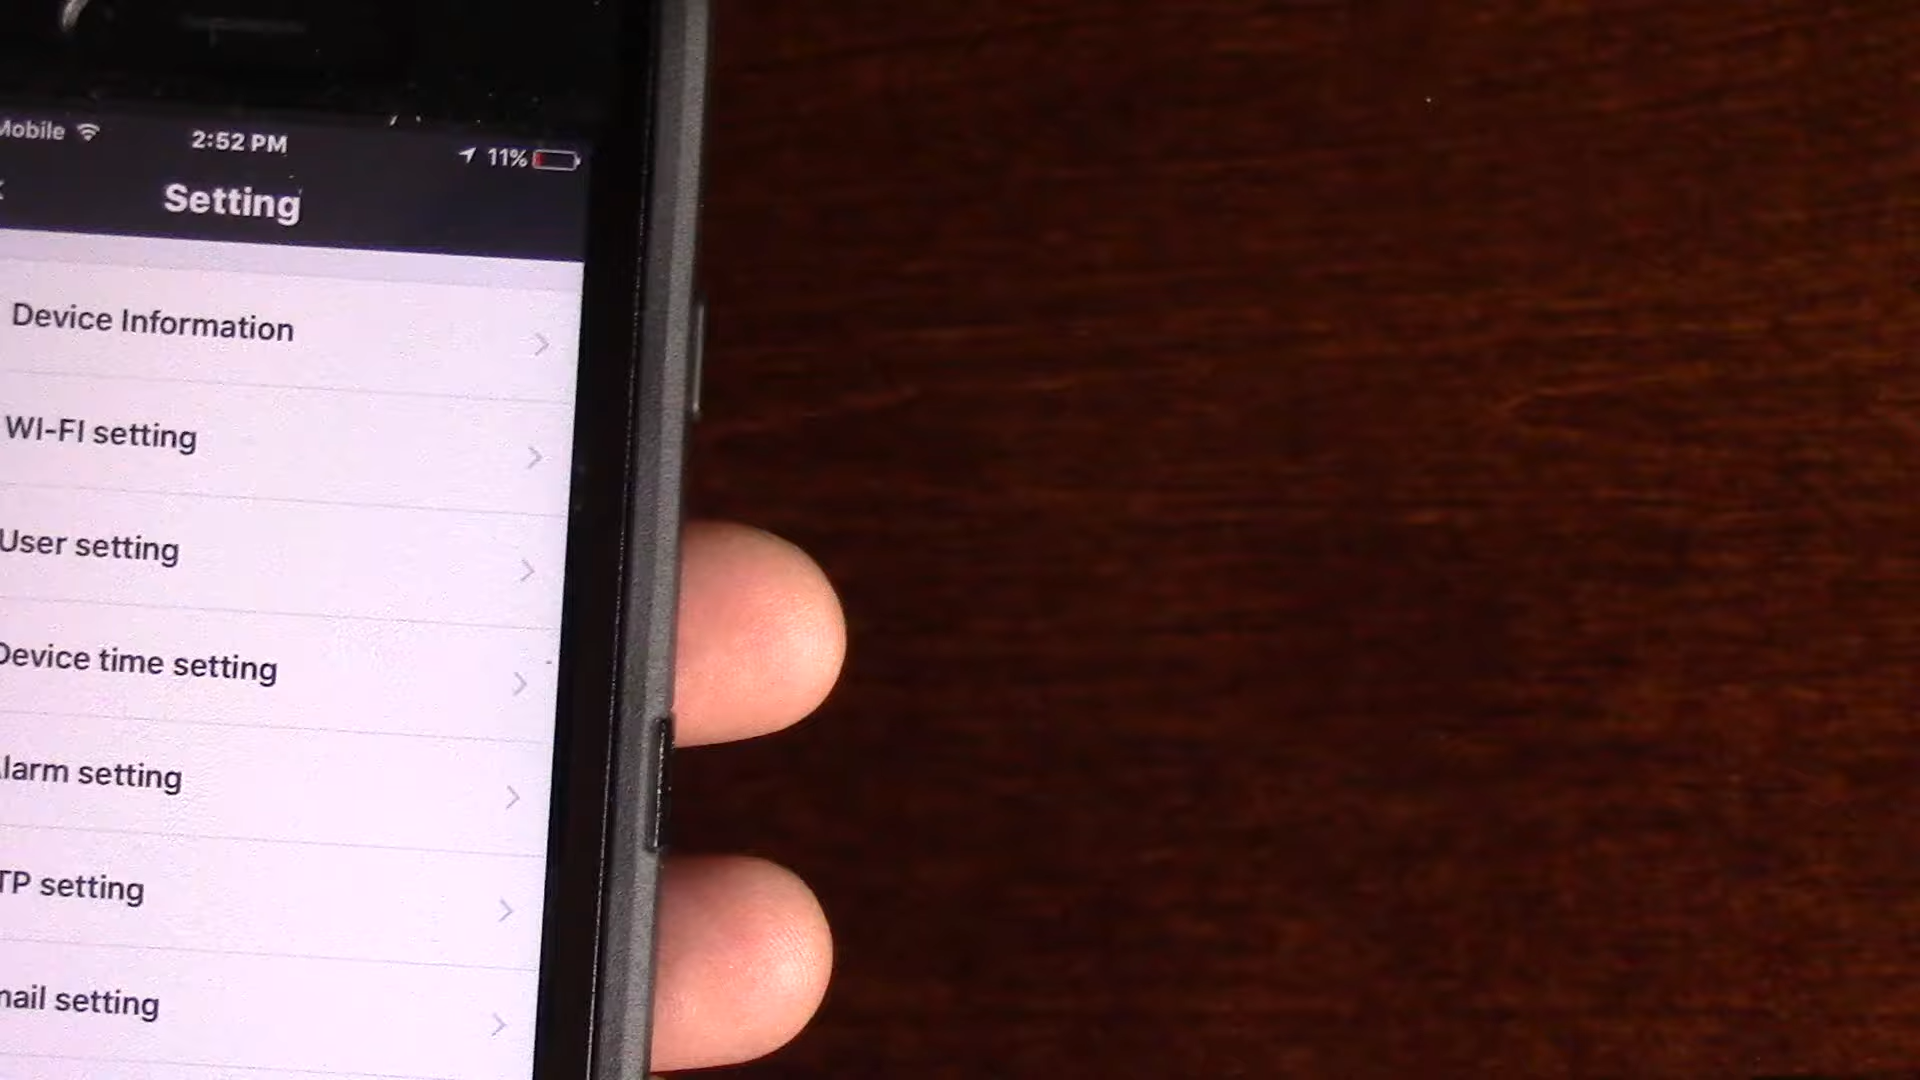 Mobile
2:52 PM
11%
Setting
Device Information
WI-FI setting
User setting
Device time setting
larm setting
TP setting
mail setting